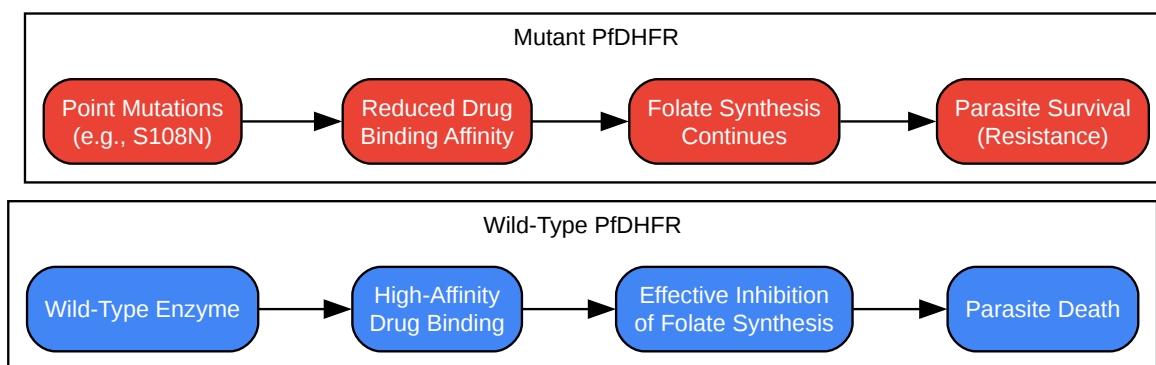 Mutant PfDHFR
Point Mutations
(e.g., S108N)
Reduced Drug
Binding Affinity
Folate Synthesis
Continues
Parasite Survival
(Resistance)
Wild-Type PfDHFR
Wild-Type Enzyme
High-Affinity
Drug Binding
Effective Inhibition
of Folate Synthesis
Parasite Death